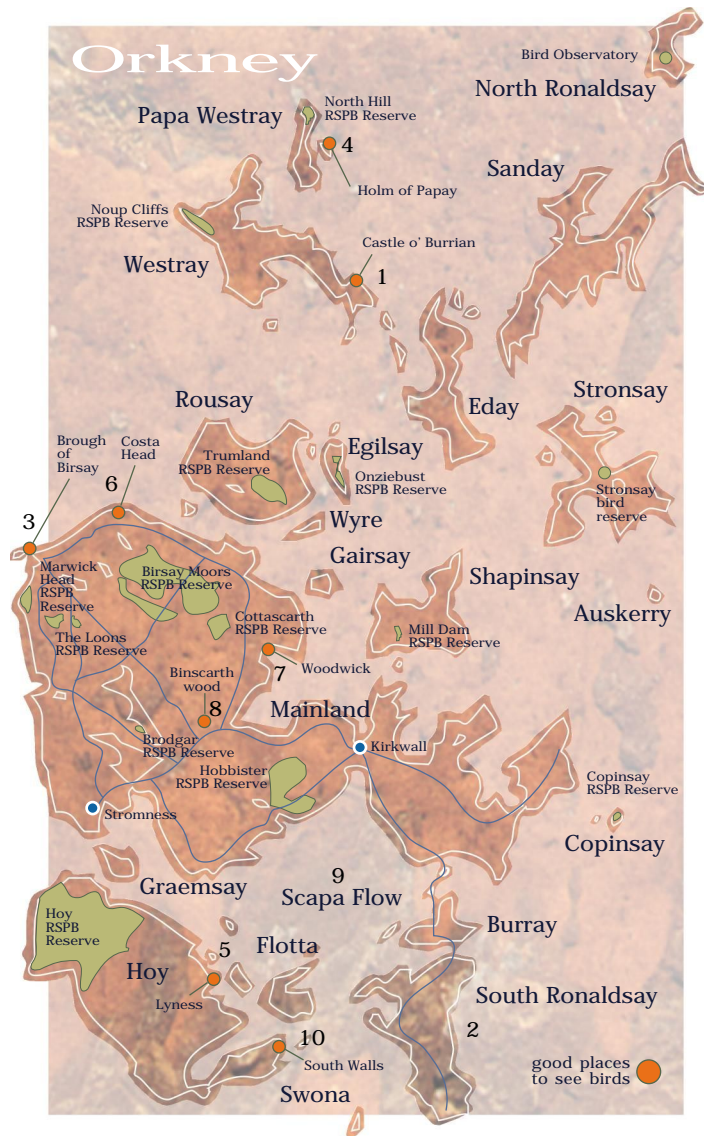 Orkney
Bird Observatory
North Ronaldsay
North Hill
RSPB Reserve
Papa Westray
4
Holm of Papay
Sanday
Noup Cliffs
RSPB Reserve
Westray
Castle o' Burrian
1
Eday
Stronsay
Stronsay
bird
reserve
Rousay
Trumland
RSPB Reserve
Egilsay
Onziebust
RSPB Reserve
Wyre
Brough
of
Birsay
3
Costa
Head
6
Gairsay
Marwick
Head
RSPB
Reserve
Birsay Moors
RSPB Reserve
Shapinsay
Auskerry
The Loons
RSPB Reserve
Cottascarth
RSPB Reserve
Mill Dam
RSPB Reserve
Woodwick
7
Binscarth
wood
8
Mainland
Brodgar
RSPB Reserve
Kirkwall
Hobbister
RSPB Reserve
Copinsay
RSPB Reserve
Copinsay
Stromness
Graemsay
9
Scapa Flow
Burray
Hoy
RSPB
Reserve
Hoy
5
Lyness
Flotta
South Ronaldsay
2
10
South Walls
Swona
good places
to see birds